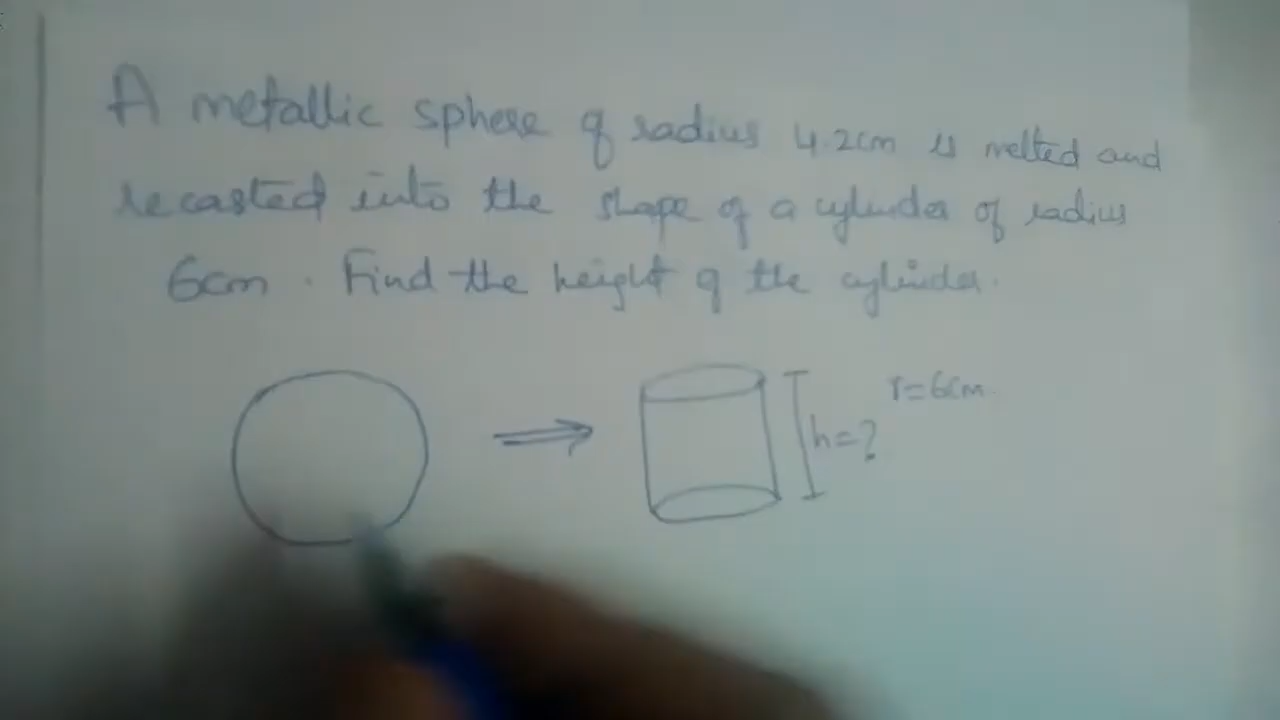 A metallic sphere of radius 4.2cm is melted and
recasted into the shape of a cylinder of radius
6cm. Find the height of the cylinder.
r=6cm.
h=?